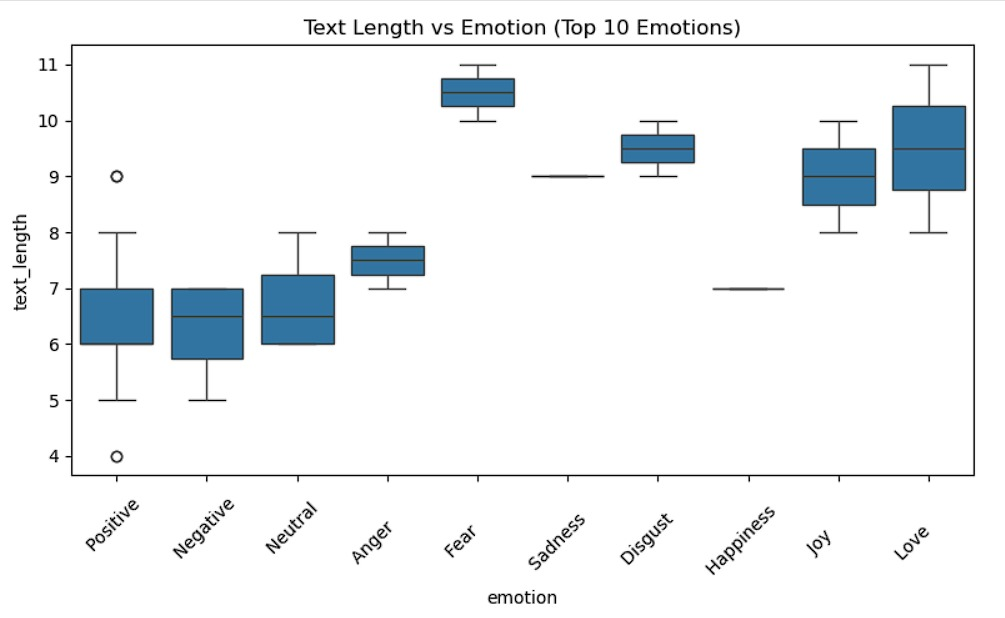 Text Length vs Emotion (Top 10 Emotions)
text_length
11
10
9
8
7
6
5
4
Positive
Negative
Neutral
Anger
Fear
Sadness
Disgust
Happiness
Joy
Love
emotion